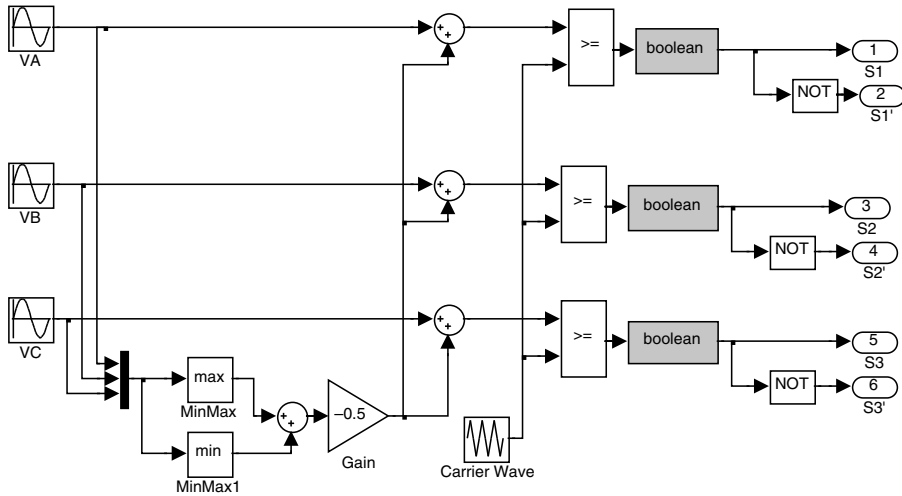 VA
+
+
>=
boolean
1
S1
NOT
2
S1'
VB
+
+
>=
boolean
3
S2
NOT
4
S2'
VC
+
+
>=
boolean
5
S3
NOT
6
S3'
max
MinMax
+
+
−0.5
Gain
min
MinMax1
Carrier Wave